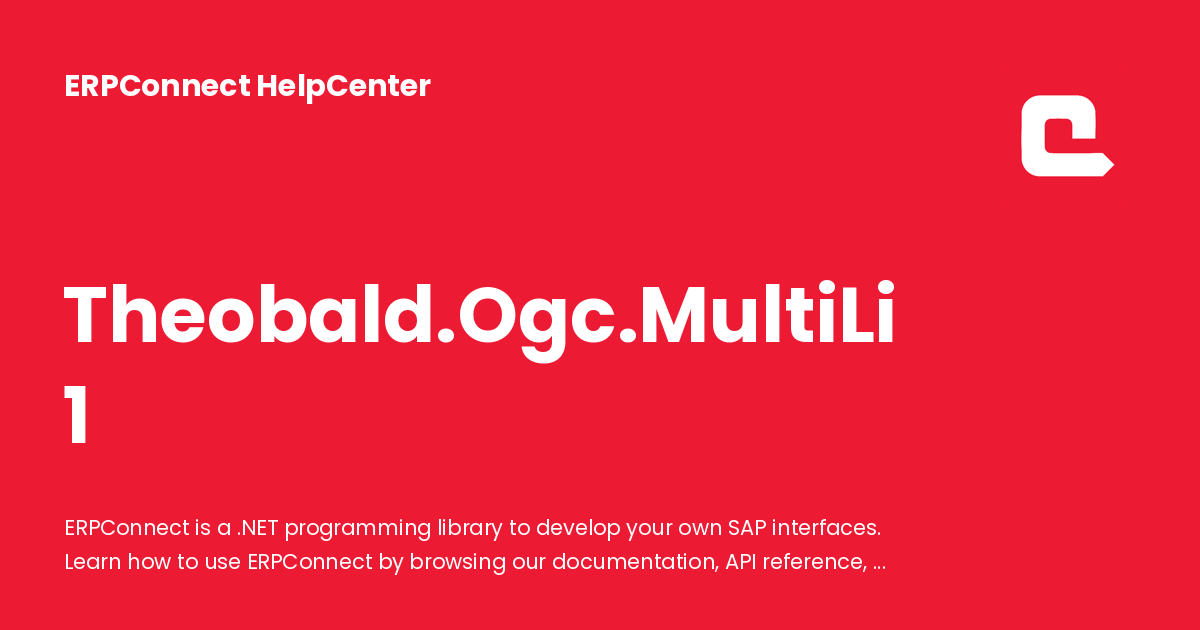 ERPConnect HelpCenter
Theobald.Ogc.MultiLi
1
ERPConnect is a .NET programming library to develop your own SAP interfaces.
Learn how to use ERPConnect by browsing our documentation, API reference, ...